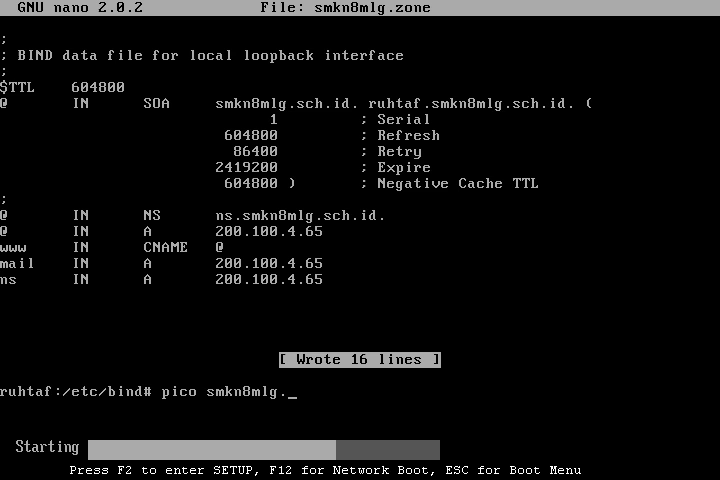 GNU nano 2.0.2 File: smkn8mlg.zone
;
; BIND data file for local loopback interface
;
$TTL 604800
@ IN SOA smkn8mlg.sch.id. ruhtaf.smkn8mlg.sch.id. (
1 ; Serial
604800 ; Refresh
86400 ; Retry
2419200 ; Expire
604800 ) ; Negative Cache TTL
;
@ IN NS ns.smkn8mlg.sch.id.
@ IN A 200.100.4.65
www IN CNAME @
mail IN A 200.100.4.65
ns IN A 200.100.4.65
[ Wrote 16 lines ]
ruhtaf:/etc/bind# pico smkn8mlg._
Starting
Press F2 to enter SETUP, F12 for Network Boot, ESC for Boot Menu